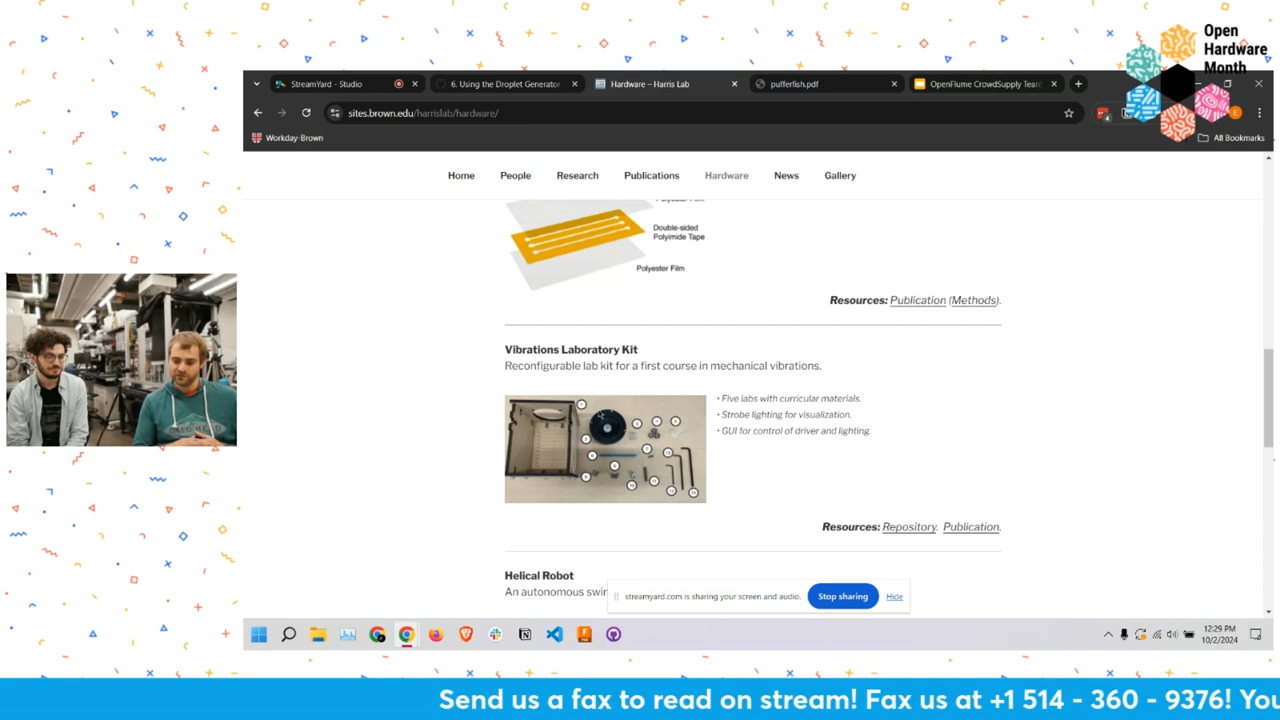 Open
Hardware
Month
StreamYard - Studio
6. Using the Droplet Generator
Hardware – Harris Lab
pufferfish.pdf
OpenFlume CrowdSupply Teard
sites.brown.edu/harrislab/hardware/
4
E
Workday-Brown
All Bookmarks
Home
People
Research
Publications
Hardware
News
Gallery
Polyester Film
Double-sided
Polyimide Tape
Polyester Film
Resources: Publication (Methods).
Vibrations Laboratory Kit
Reconfigurable lab kit for a first course in mechanical vibrations.
• Five labs with curricular materials.
• Strobe lighting for visualization.
• GUI for control of driver and lighting.
Resources: Repository. Publication.
Helical Robot
An autonomous swi
streamyard.com is sharing your screen and audio.
Stop sharing
Hide
12:29 PM
10/2/2024
Send us a fax to read on stream! Fax us at +1 514 - 360 - 9376! You